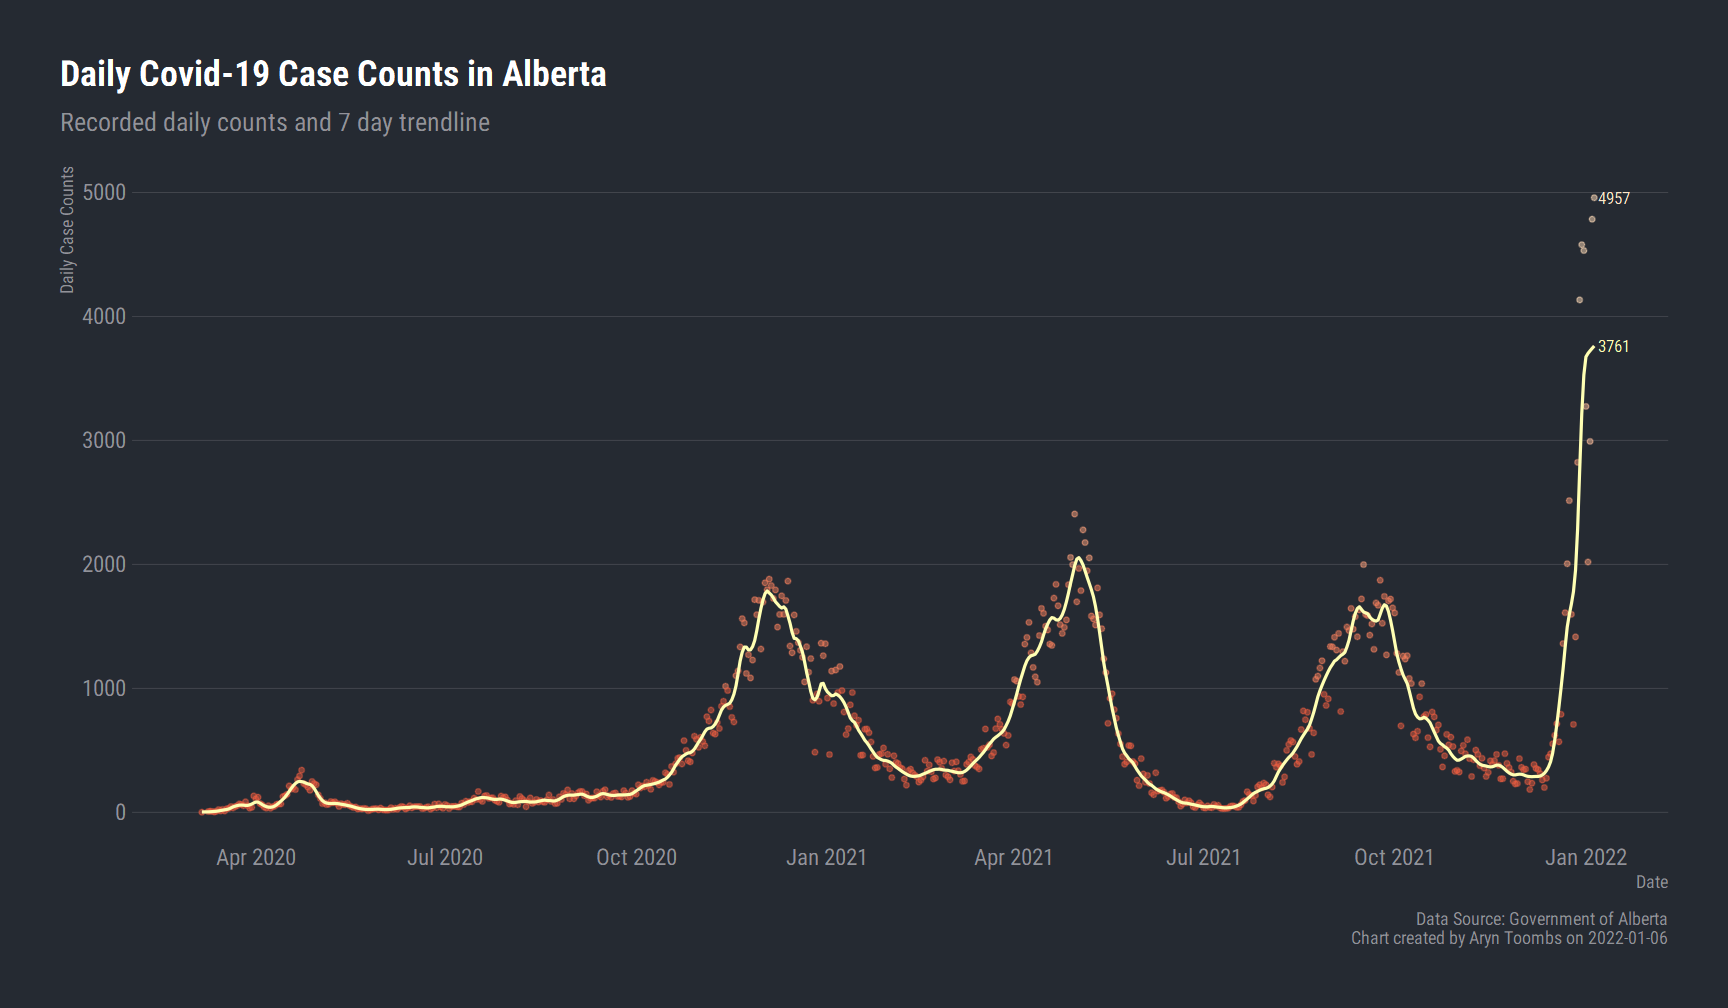 Daily Covid-19 Case Counts in Alberta
Recorded daily counts and 7 day trendline
Daily Case Counts
5000
4000
3000
2000
1000
0
4957
3761
Apr 2020
Jul 2020
Oct 2020
Jan 2021
Apr 2021
Jul 2021
Oct 2021
Jan 2022
Date
Data Source: Government of Alberta
Chart created by Aryn Toombs on 2022-01-06